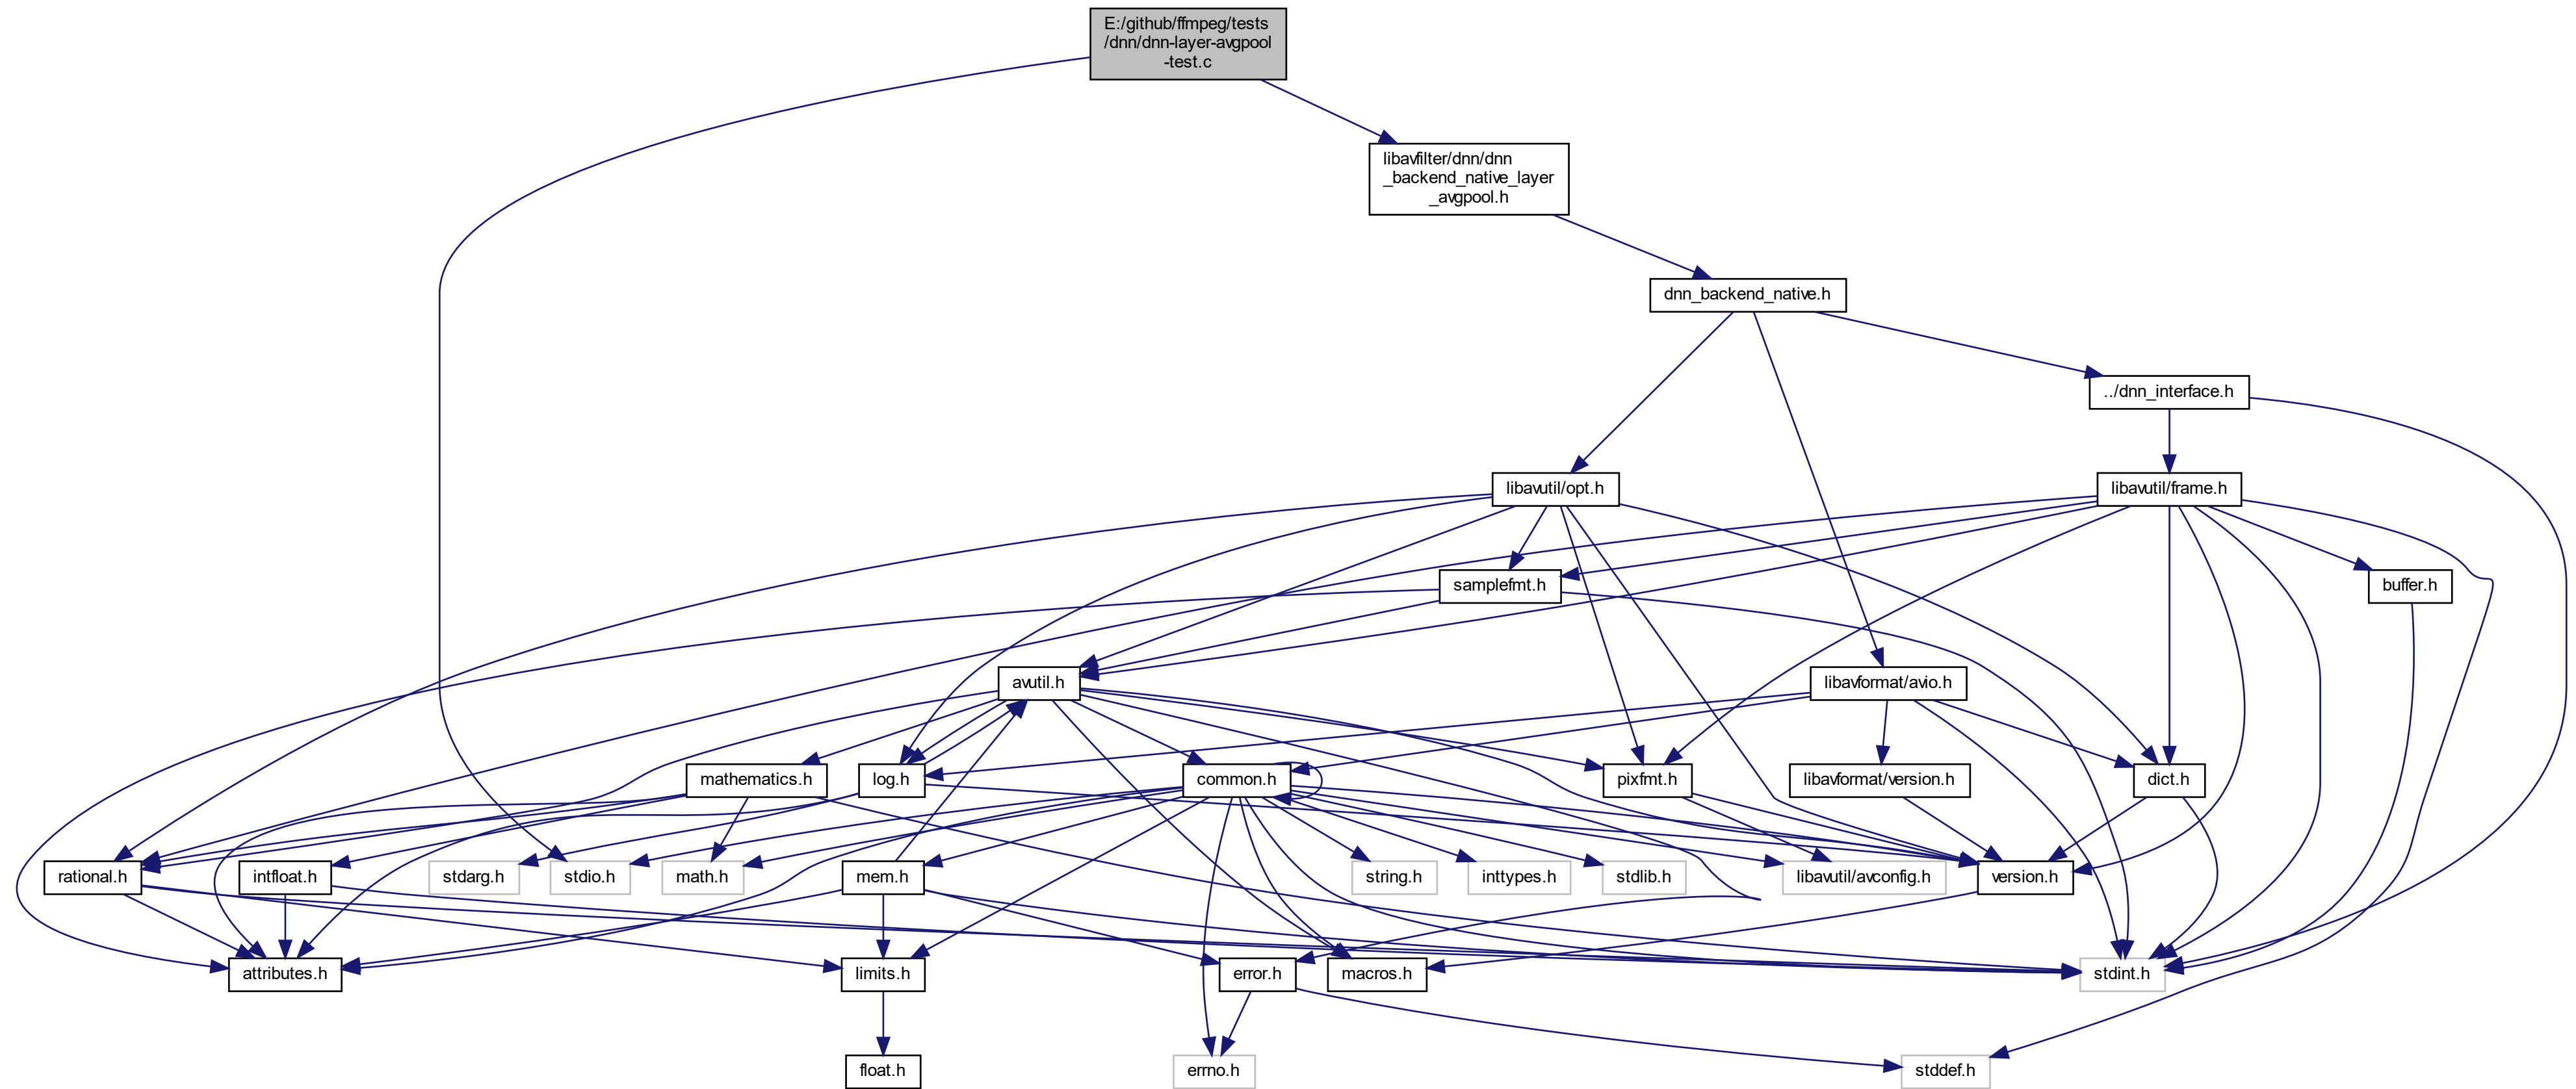 E:/github/ffmpeg/tests
/dnn/dnn-layer-avgpool
-test.c
libavfilter/dnn/dnn
_backend_native_layer
_avgpool.h
dnn_backend_native.h
../dnn_interface.h
libavutil/opt.h
libavutil/frame.h
samplefmt.h
buffer.h
avutil.h
libavformat/avio.h
mathematics.h
log.h
common.h
pixfmt.h
libavformat/version.h
dict.h
rational.h
intfloat.h
stdarg.h
stdio.h
math.h
mem.h
string.h
inttypes.h
stdlib.h
libavutil/avconfig.h
version.h
attributes.h
limits.h
error.h
macros.h
stdint.h
float.h
errno.h
stddef.h